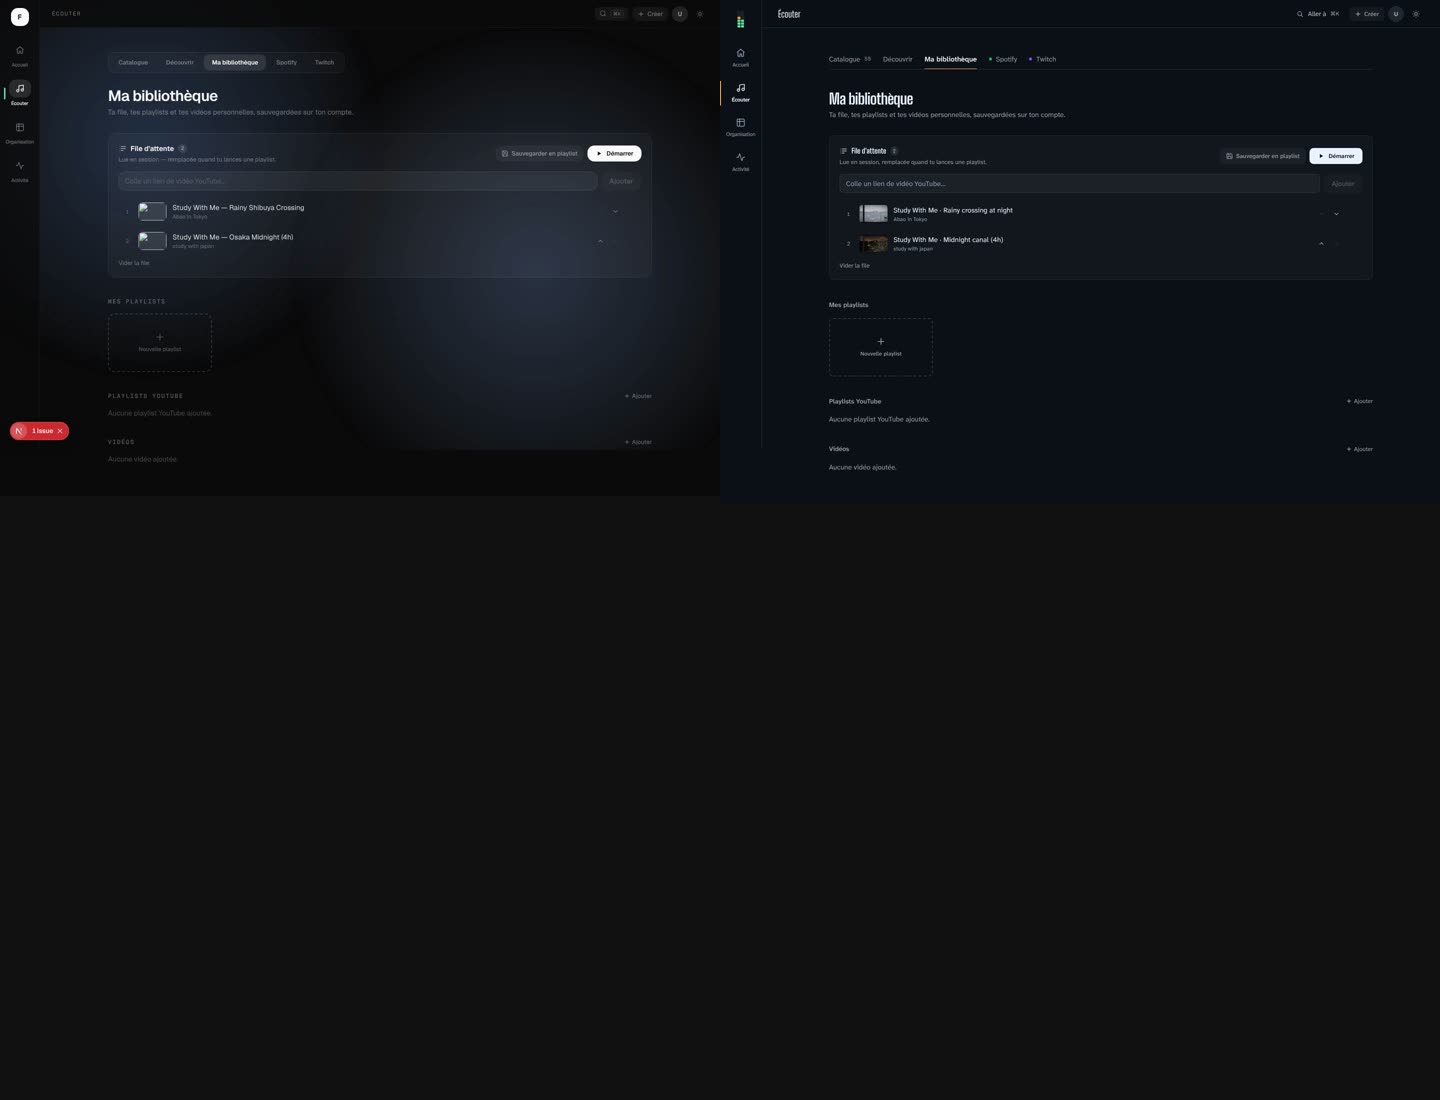 F
ÉCOUTER
⌘K
+ Créer
U
Accueil
Écouter
Organisation
Activité
Catalogue
Découvrir
Ma bibliothèque
Spotify
Twitch
Ma bibliothèque
Ta file, tes playlists et tes vidéos personnelles, sauvegardées sur ton compte.
File d'attente 2
Lue en session — remplacée quand tu lances une playlist.
Sauvegarder en playlist
Démarrer
Colle un lien de vidéo YouTube...
Ajouter
1
Study With Me — Rainy Shibuya Crossing
Abao In Tokyo
2
Study With Me — Osaka Midnight (4h)
study with japan
Vider la file
MES PLAYLISTS
Nouvelle playlist
PLAYLISTS YOUTUBE
+ Ajouter
Aucune playlist YouTube ajoutée.
N 1 Issue
VIDÉOS
+ Ajouter
Aucune vidéo ajoutée.
Écouter
Aller à ⌘K
+ Créer
U
Accueil
Écouter
Organisation
Activité
Catalogue 55
Découvrir
Ma bibliothèque
Spotify
Twitch
Ma bibliothèque
Ta file, tes playlists et tes vidéos personnelles, sauvegardées sur ton compte.
File d'attente 2
Lue en session, remplacée quand tu lances une playlist.
Sauvegarder en playlist
Démarrer
Colle un lien de vidéo YouTube...
Ajouter
1
Study With Me · Rainy crossing at night
Abao In Tokyo
2
Study With Me · Midnight canal (4h)
study with japan
Vider la file
Mes playlists
Nouvelle playlist
Playlists YouTube
+ Ajouter
Aucune playlist YouTube ajoutée.
Vidéos
+ Ajouter
Aucune vidéo ajoutée.